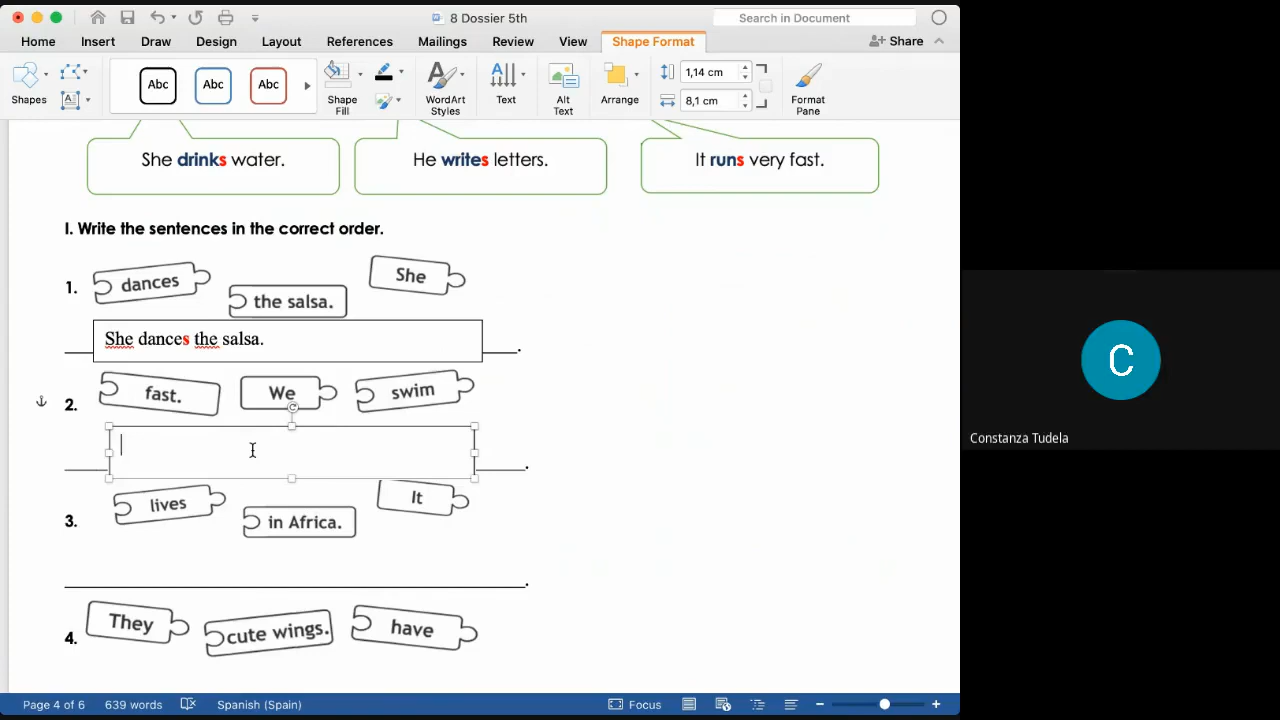 8 Dossier 5th
Search in Document
Home Insert Draw Design Layout References Mailings Review View Shape Format Share
Abc Abc Abc
1,14 cm
8,1 cm
Shapes Shape Fill WordArt Styles Text Alt Text Arrange Format Pane
She drinks water. He writes letters. It runs very fast.
I. Write the sentences in the correct order.
1. dances the salsa. She
She dances the salsa.
.
2. fast. We swim
.
3. lives in Africa. It
.
4. They cute wings. have
Page 4 of 6 639 words Spanish (Spain) Focus
C
Constanza Tudela